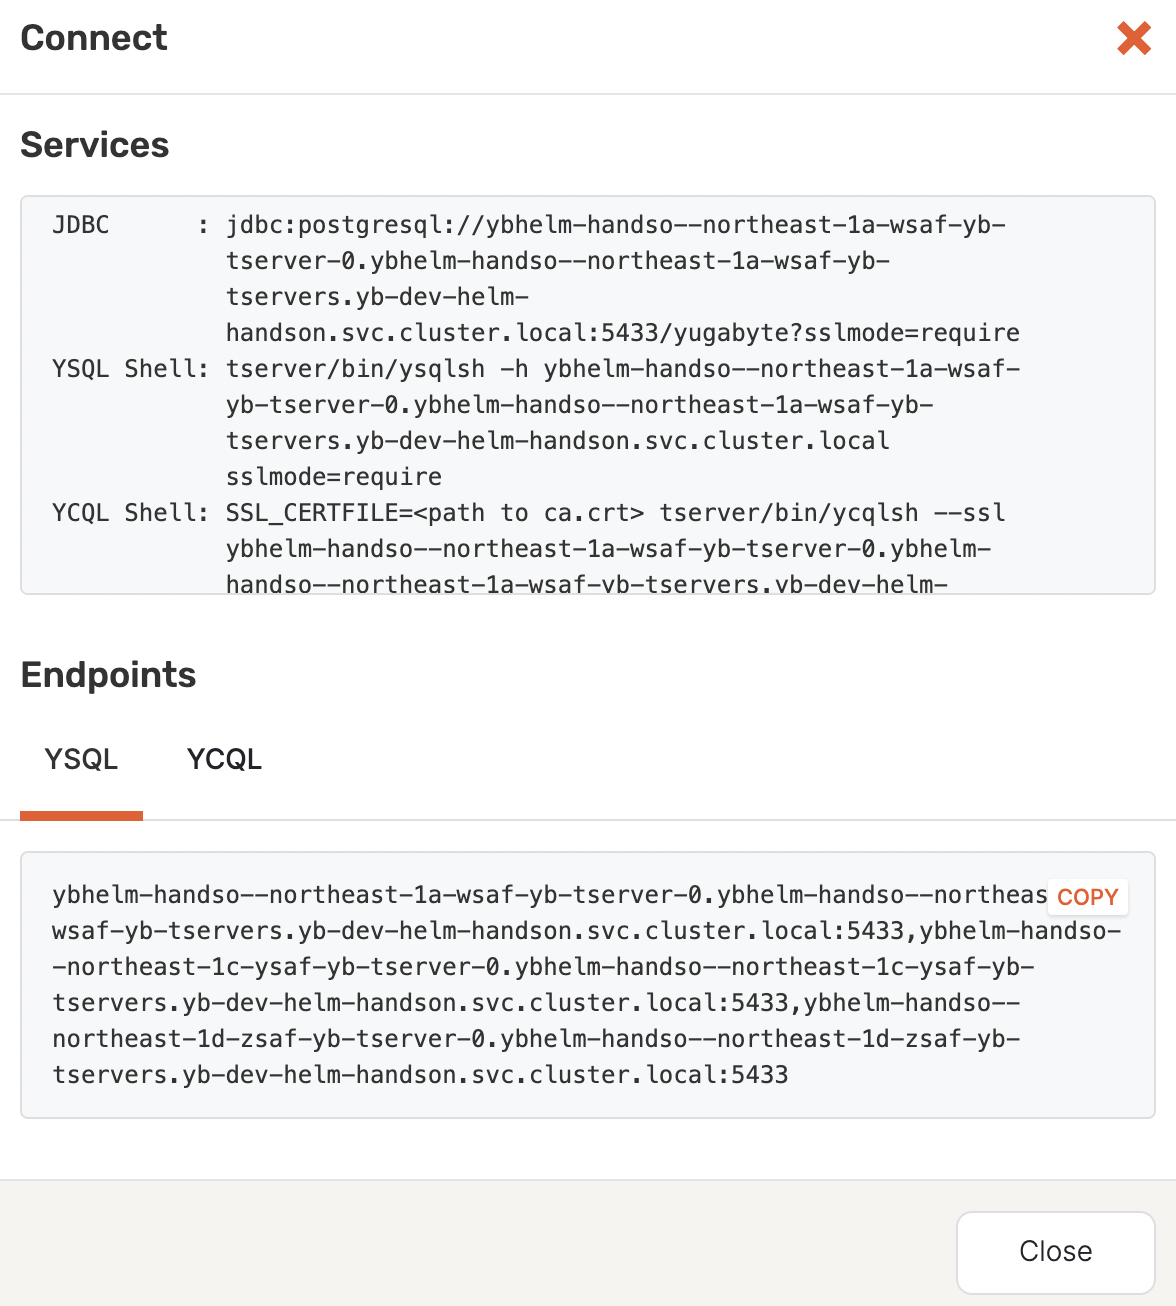 Connect
Services
JDBC      : jdbc:postgresql://ybhelm-handso--northeast-1a-wsaf-yb-
tserver-0.ybhelm-handso--northeast-1a-wsaf-yb-
tservers.yb-dev-helm-
handson.svc.cluster.local:5433/yugabyte?sslmode=require
YSQL Shell: tserver/bin/ysqlsh -h ybhelm-handso--northeast-1a-wsaf-
yb-tserver-0.ybhelm-handso--northeast-1a-wsaf-yb-
tservers.yb-dev-helm-handson.svc.cluster.local
sslmode=require
YCQL Shell: SSL_CERTFILE=<path to ca.crt> tserver/bin/ycqlsh --ssl
ybhelm-handso--northeast-1a-wsaf-yb-tserver-0.ybhelm-
handso--northeast-1a-wsaf-yb-tservers.yb-dev-helm-
Endpoints
YSQL YCQL
ybhelm-handso--northeast-1a-wsaf-yb-tserver-0.ybhelm-handso--northeas COPY
wsaf-yb-tservers.yb-dev-helm-handson.svc.cluster.local:5433,ybhelm-handso-
-northeast-1c-ysaf-yb-tserver-0.ybhelm-handso--northeast-1c-ysaf-yb-
tservers.yb-dev-helm-handson.svc.cluster.local:5433,ybhelm-handso--
northeast-1d-zsaf-yb-tserver-0.ybhelm-handso--northeast-1d-zsaf-yb-
tservers.yb-dev-helm-handson.svc.cluster.local:5433
Close